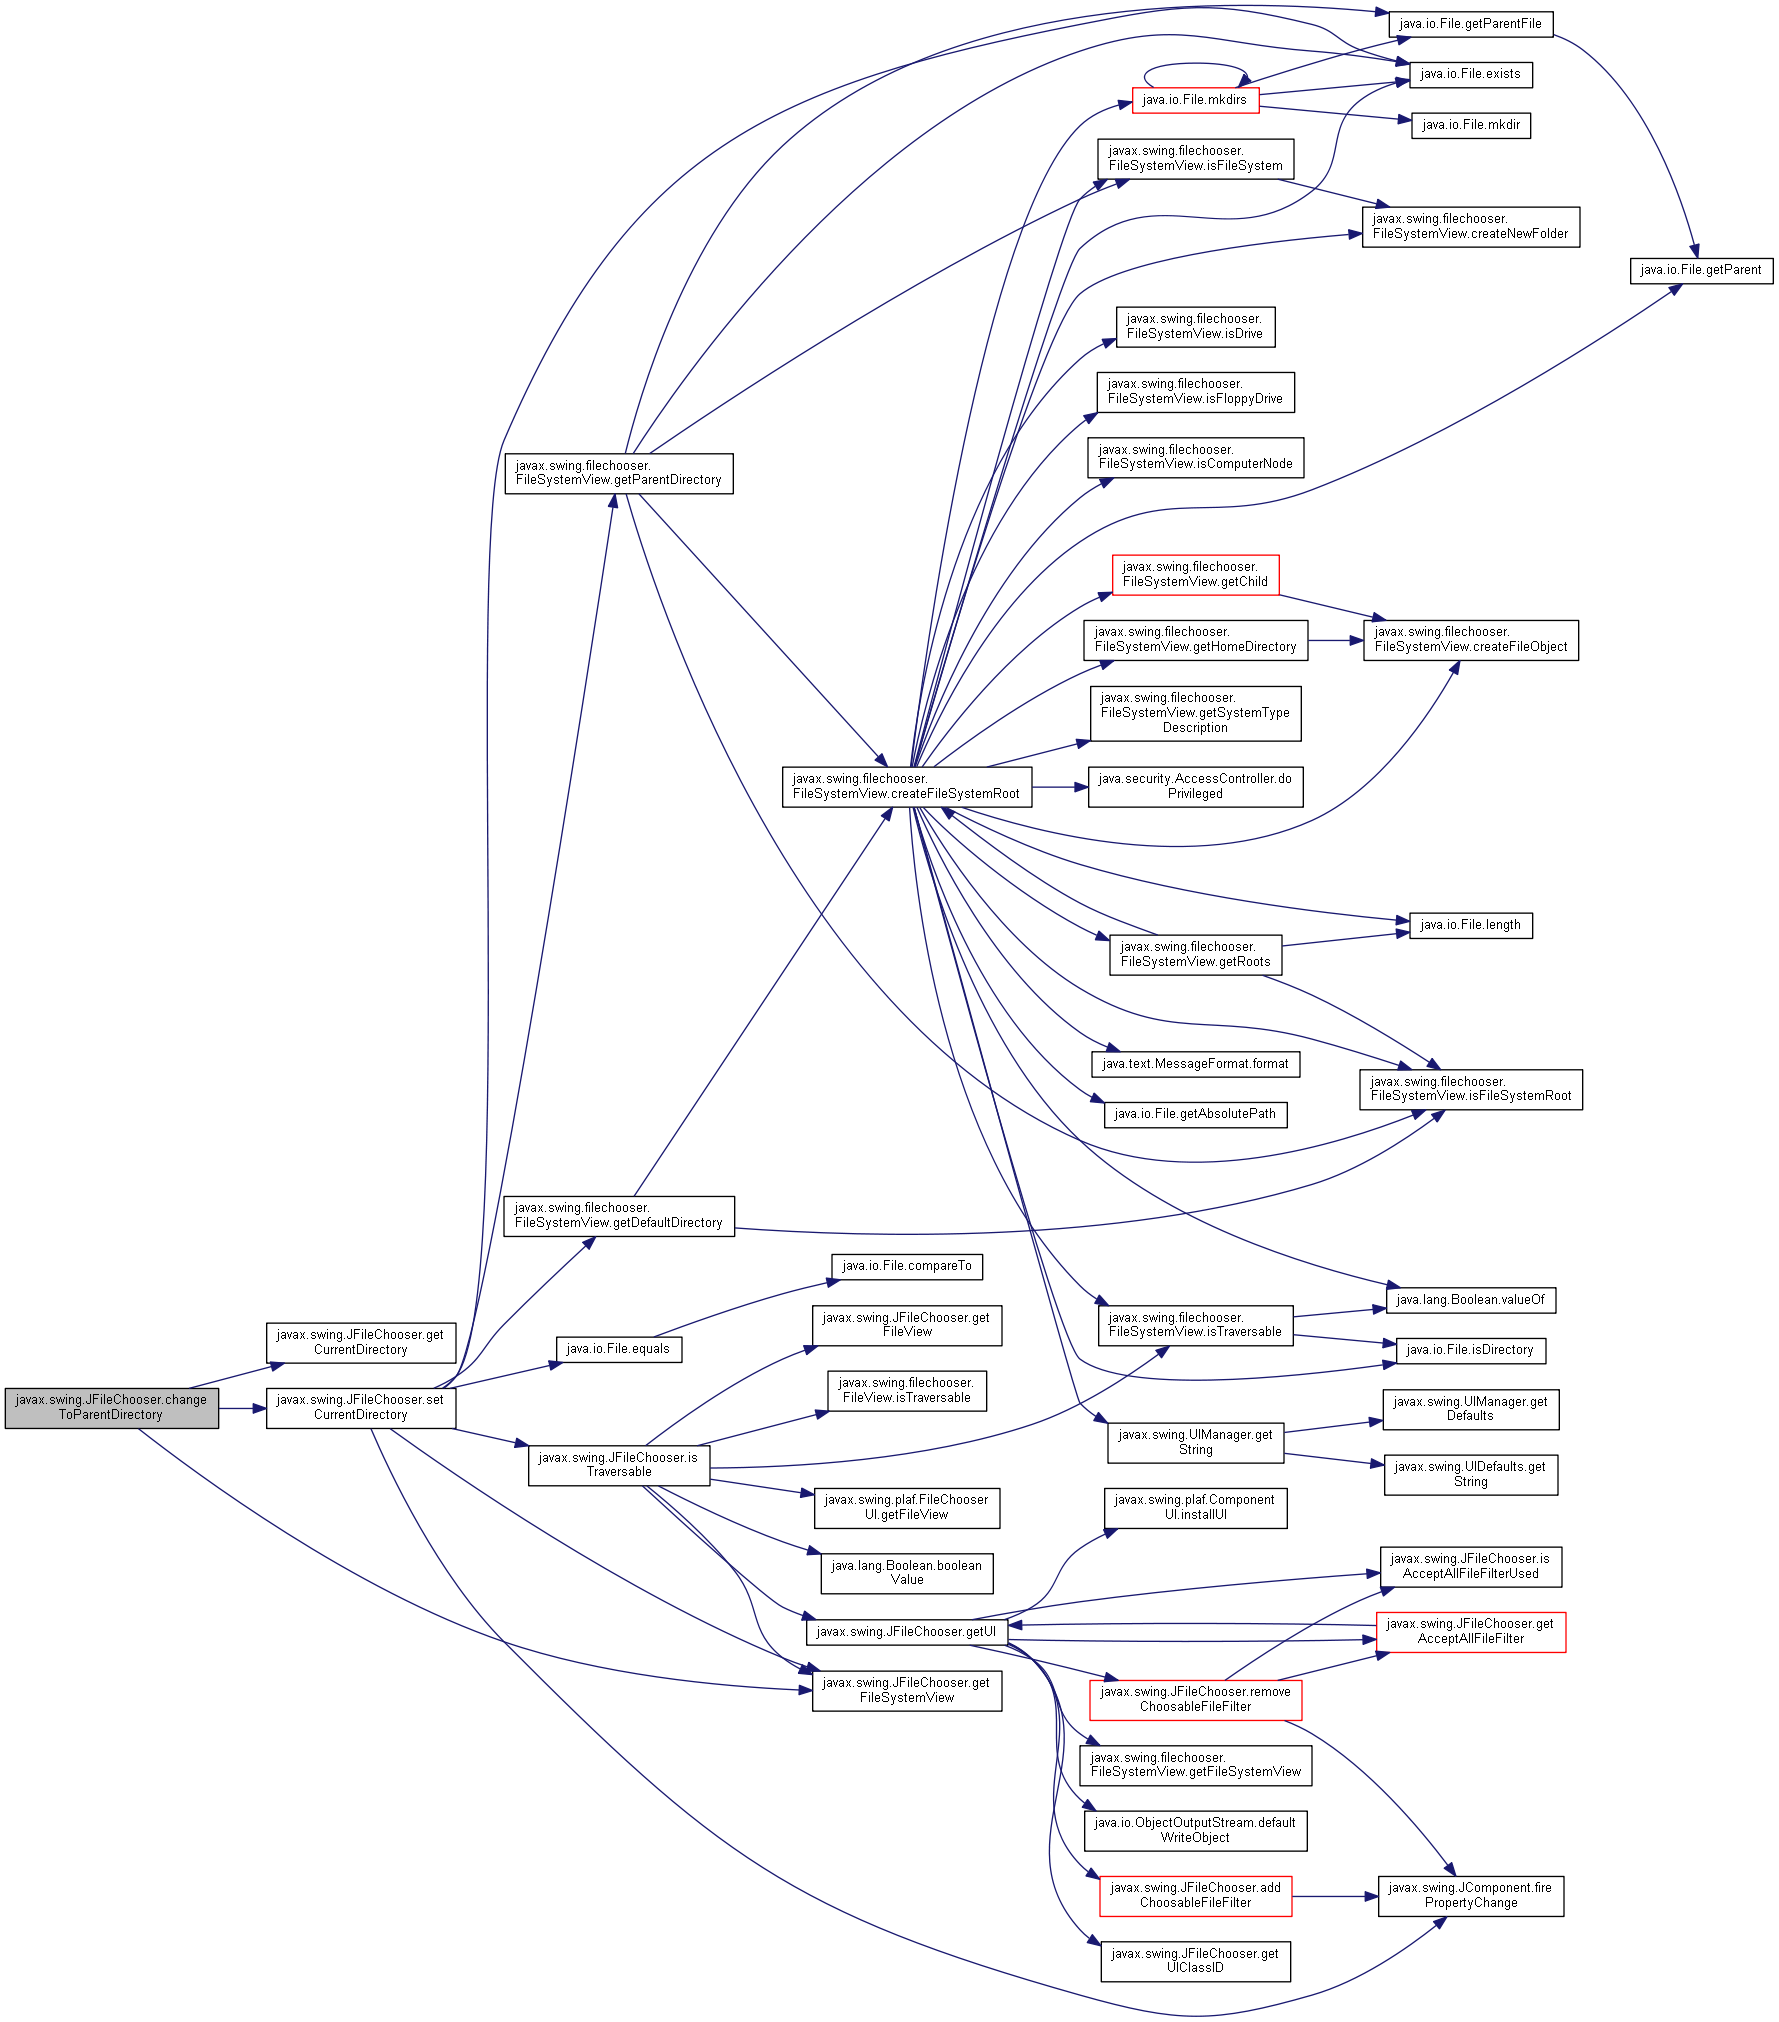 java.io.File.getParentFile
java.io.File.exists
java.io.File.mkdirs
java.io.File.mkdir
javax.swing.filechooser.
FileSystemView.isFileSystem
javax.swing.filechooser.
FileSystemView.createNewFolder
java.io.File.getParent
javax.swing.filechooser.
FileSystemView.isDrive
javax.swing.filechooser.
FileSystemView.isFloppyDrive
javax.swing.filechooser.
FileSystemView.isComputerNode
javax.swing.filechooser.
FileSystemView.getParentDirectory
javax.swing.filechooser.
FileSystemView.getChild
javax.swing.filechooser.
FileSystemView.getHomeDirectory
javax.swing.filechooser.
FileSystemView.createFileObject
javax.swing.filechooser.
FileSystemView.getSystemType
Description
javax.swing.filechooser.
FileSystemView.createFileSystemRoot
java.security.AccessController.do
Privileged
java.io.File.length
javax.swing.filechooser.
FileSystemView.getRoots
java.text.MessageFormat.format
javax.swing.filechooser.
FileSystemView.isFileSystemRoot
java.io.File.getAbsolutePath
javax.swing.filechooser.
FileSystemView.getDefaultDirectory
java.io.File.compareTo
java.lang.Boolean.valueOf
javax.swing.JFileChooser.get
FileView
javax.swing.filechooser.
FileSystemView.isTraversable
javax.swing.JFileChooser.get
CurrentDirectory
java.io.File.equals
java.io.File.isDirectory
javax.swing.filechooser.
FileView.isTraversable
javax.swing.JFileChooser.change
ToParentDirectory
javax.swing.JFileChooser.set
CurrentDirectory
javax.swing.UIManager.get
Defaults
javax.swing.UIManager.get
String
javax.swing.JFileChooser.is
Traversable
javax.swing.UIDefaults.get
String
javax.swing.plaf.FileChooser
UI.getFileView
javax.swing.plaf.Component
UI.installUI
java.lang.Boolean.boolean
Value
javax.swing.JFileChooser.is
AcceptAllFileFilterUsed
javax.swing.JFileChooser.getUI
javax.swing.JFileChooser.get
AcceptAllFileFilter
javax.swing.JFileChooser.get
FileSystemView
javax.swing.JFileChooser.remove
ChoosableFileFilter
javax.swing.filechooser.
FileSystemView.getFileSystemView
java.io.ObjectOutputStream.default
WriteObject
javax.swing.JFileChooser.add
ChoosableFileFilter
javax.swing.JComponent.fire
PropertyChange
javax.swing.JFileChooser.get
UIClassID